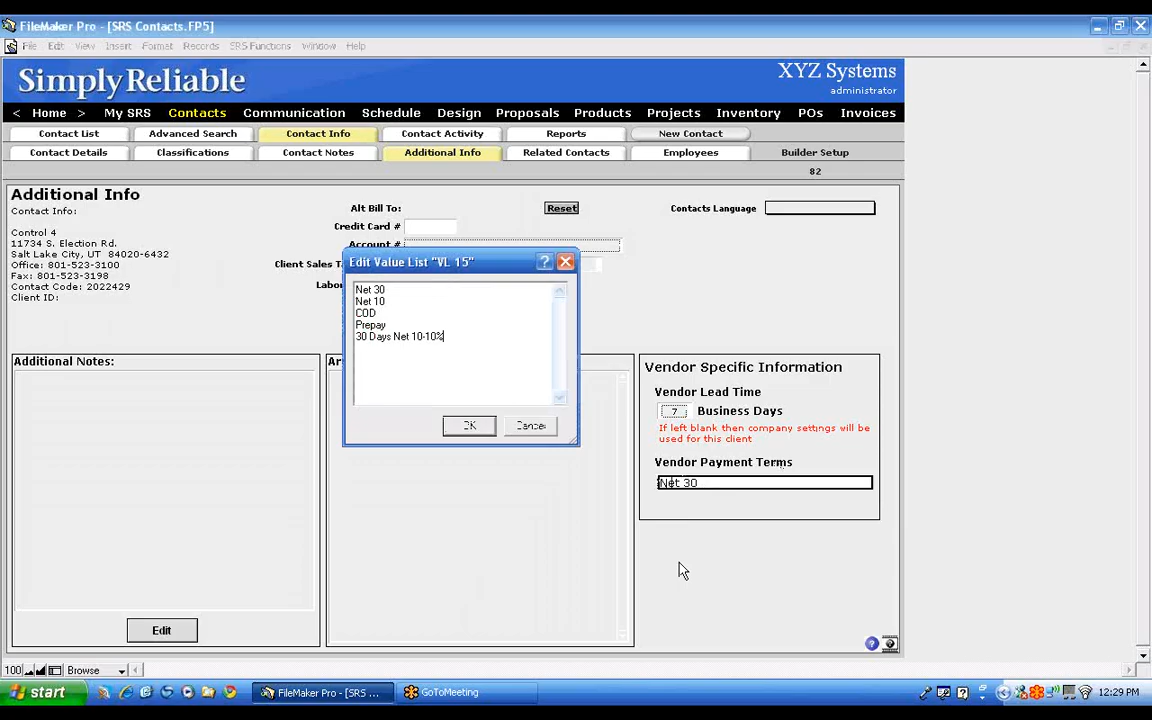 FileMaker Pro - [SRS Contacts.FP5]
File Edit View Insert Format Records SRS Functions Window Help
SimplyReliable
XYZ Systems
administrator
< Home > My SRS Contacts Communication Schedule Design Proposals Products Projects Inventory POs Invoices
Contact List Advanced Search Contact Info Contact Activity Reports New Contact
Contact Details Classifications Contact Notes Additional Info Related Contacts Employees Builder Setup
82
Additional Info
Contact Info:
Control 4
11734 S. Election Rd.
Salt Lake City, UT 84020-6432
Office: 801-523-3100
Fax: 801-523-3198
Contact Code: 2022429
Client ID:
Alt Bill To:
Reset
Credit Card #
Account #
Client Sales
Labo
Contacts Language
Edit Value List "VL 15"
Net 30
Net 10
COD
Prepay
30 Days Net 10-10%
OK Cancel
Additional Notes:
Edit
Vendor Specific Information
Vendor Lead Time
7 Business Days
If left blank then company settings will be
used for this client
Vendor Payment Terms
Net 30
100 Browse
start
FileMaker Pro - [SRS ...
GoToMeeting
12:29 PM